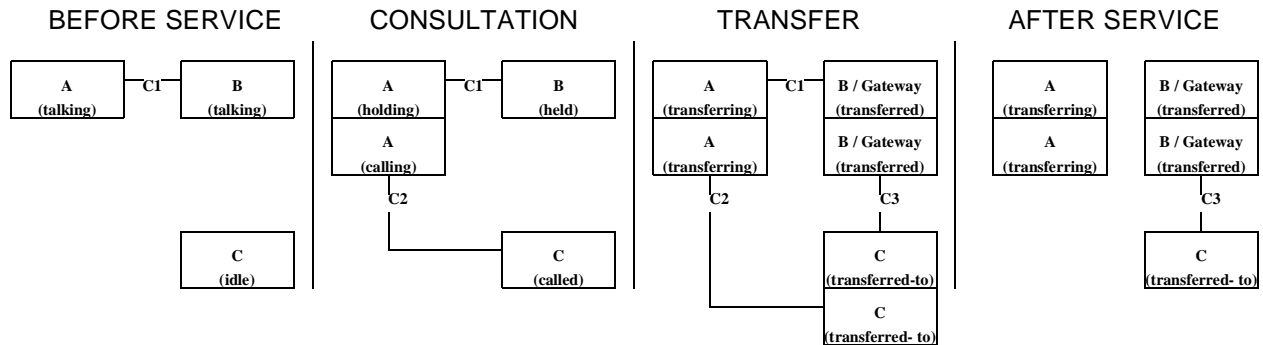 BEFORE SERVICE
A
(talking)
C1
B
(talking)
C
(idle)
CONSULTATION
A
(holding)
C1
B
(held)
A
(calling)
C2
C
(called)
TRANSFER
A
(transferring)
C1
B / Gateway
(transferred)
A
(transferring)
B / Gateway
(transferred)
C2
C3
C
(transferred-to)
C
(transferred- to)
AFTER SERVICE
A
(transferring)
B / Gateway
(transferred)
A
(transferring)
B / Gateway
(transferred)
C3
C
(transferred- to)